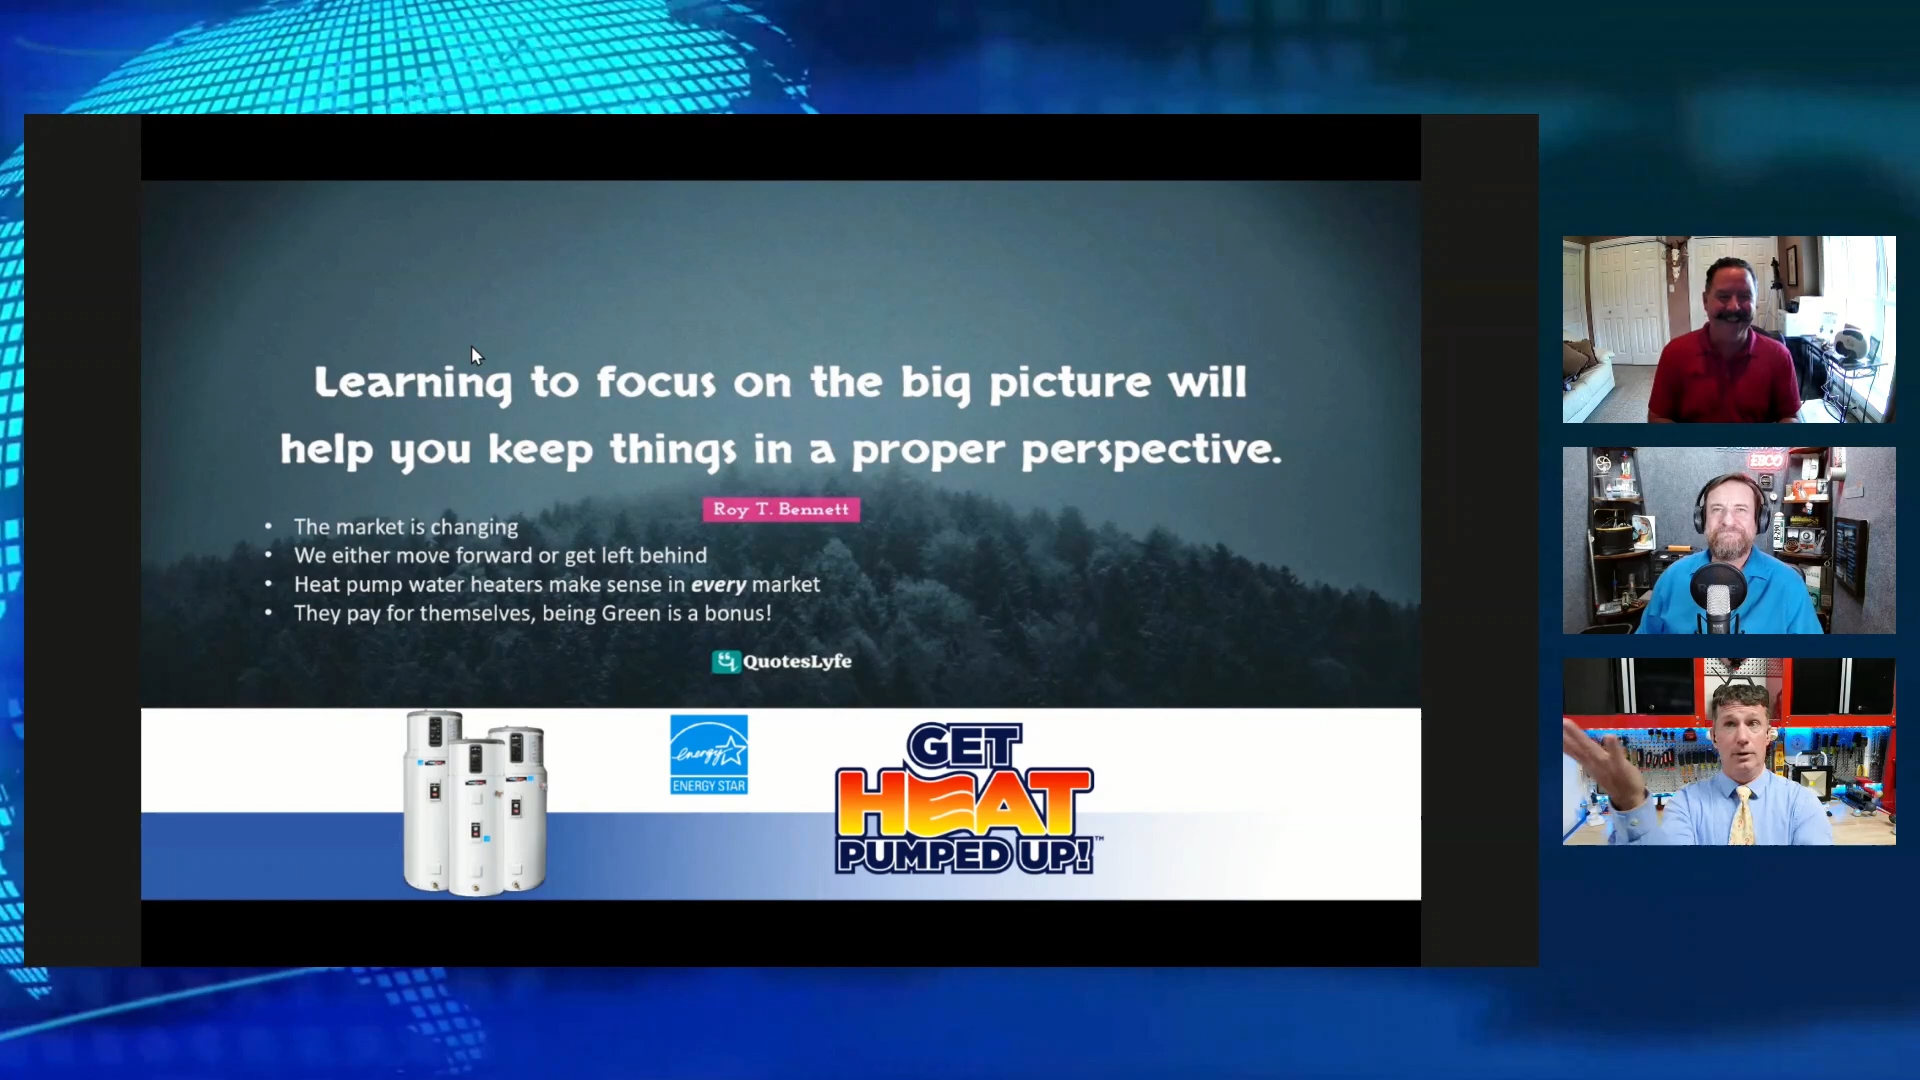 Learning to focus on the big picture will
help you keep things in a proper perspective.
Roy T. Bennett
• The market is changing
• We either move forward or get left behind
• Heat pump water heaters make sense in every market
• They pay for themselves, being Green is a bonus!
QuotesLyfe
energy
ENERGY STAR
GET
HEAT
PUMPED UP!™